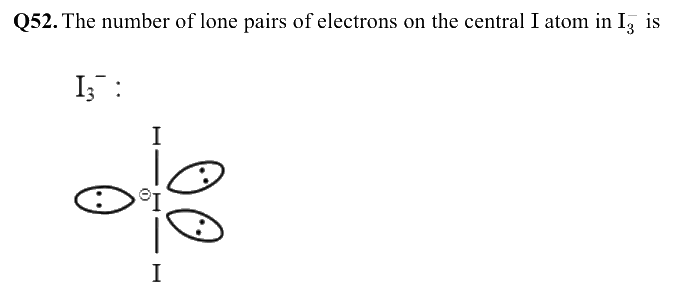 Q52. The number of lone pairs of electrons on the central I atom in I₃⁻ is
I₃⁻ :
I
⊖I
I